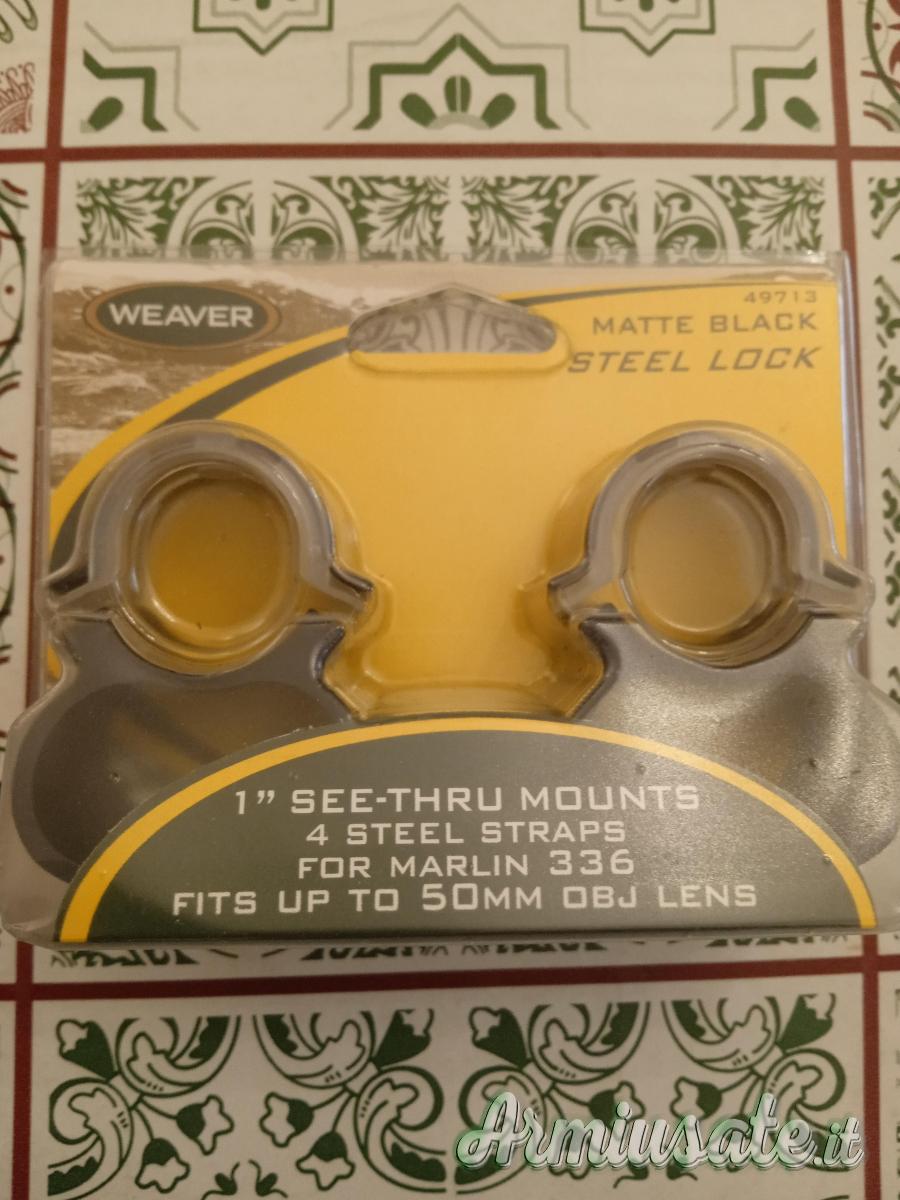 WEAVER
49713
MATTE BLACK
STEEL LOCK
1” SEE-THRU MOUNTS
4 STEEL STRAPS
FOR MARLIN 336
FITS UP TO 50MM OBJ LENS
Armiusate.it